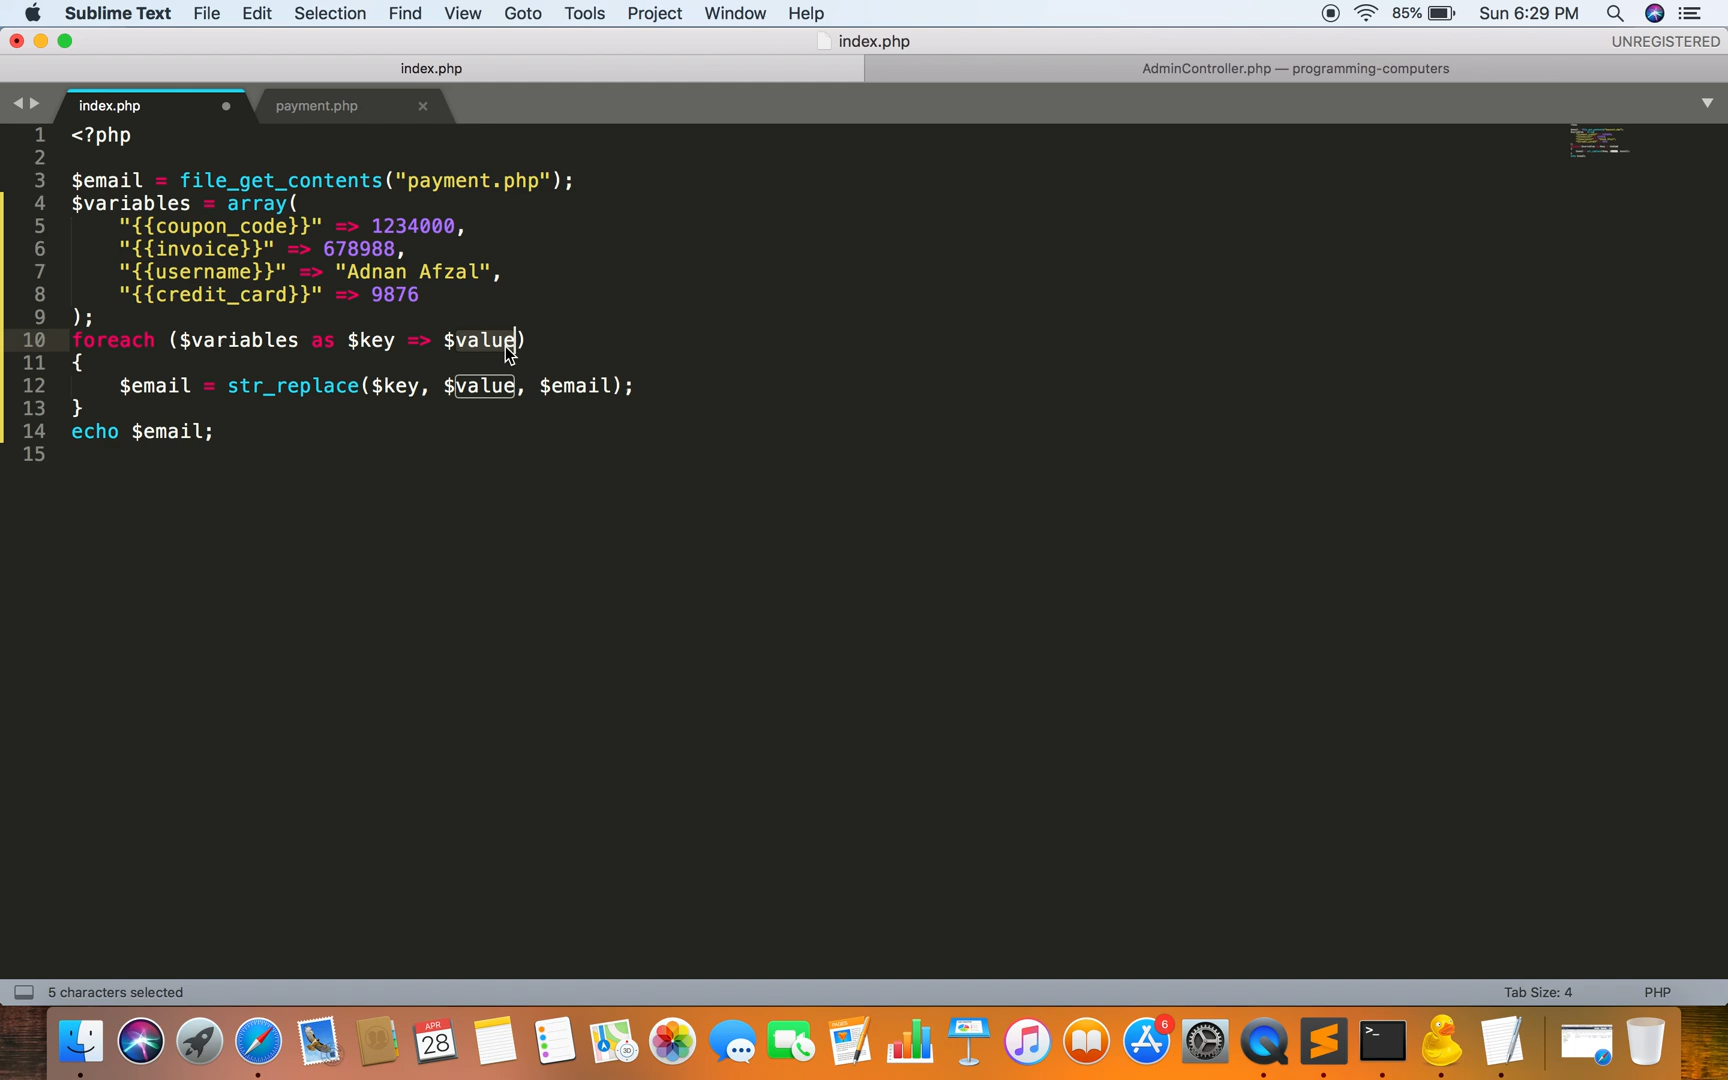 Sublime Text File Edit Selection Find View Goto Tools Project Window Help 85% Sun 6:29 PM
index.php UNREGISTERED
index.php AdminController.php — programming-computers
index.php payment.php
1 <?php
2
3 $email = file_get_contents("payment.php");
4 $variables = array(
5 "{{coupon_code}}" => 1234000,
6 "{{invoice}}" => 678988,
7 "{{username}}" => "Adnan Afzal",
8 "{{credit_card}}" => 9876
9 );
10 foreach ($variables as $key => $value)
11 {
12 $email = str_replace($key, $value, $email);
13 }
14 echo $email;
15
5 characters selected Tab Size: 4 PHP
APR
28
3D
PAGES
6
>_